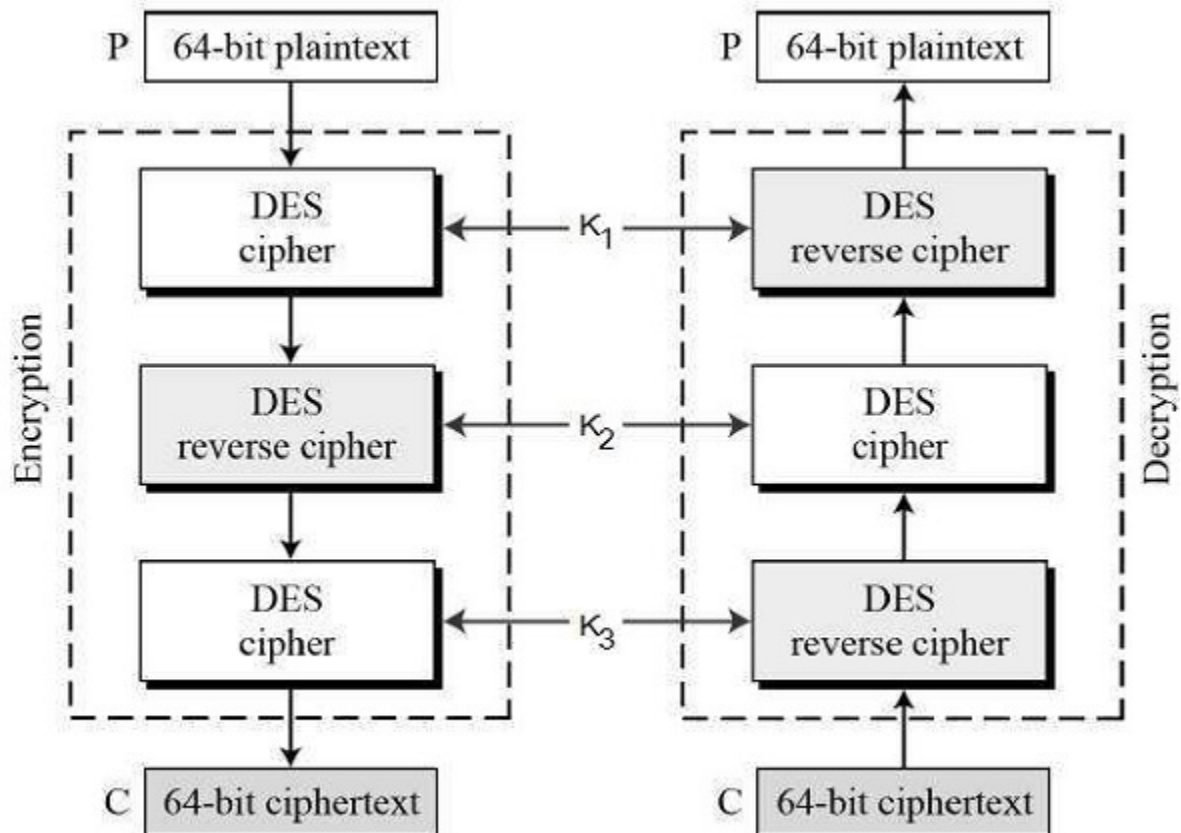 P 64-bit plaintext
P 64-bit plaintext
Encryption
DES
cipher
K1
DES
reverse cipher
DES
reverse cipher
K2
DES
cipher
DES
cipher
K3
DES
reverse cipher
Decryption
C 64-bit ciphertext
C 64-bit ciphertext